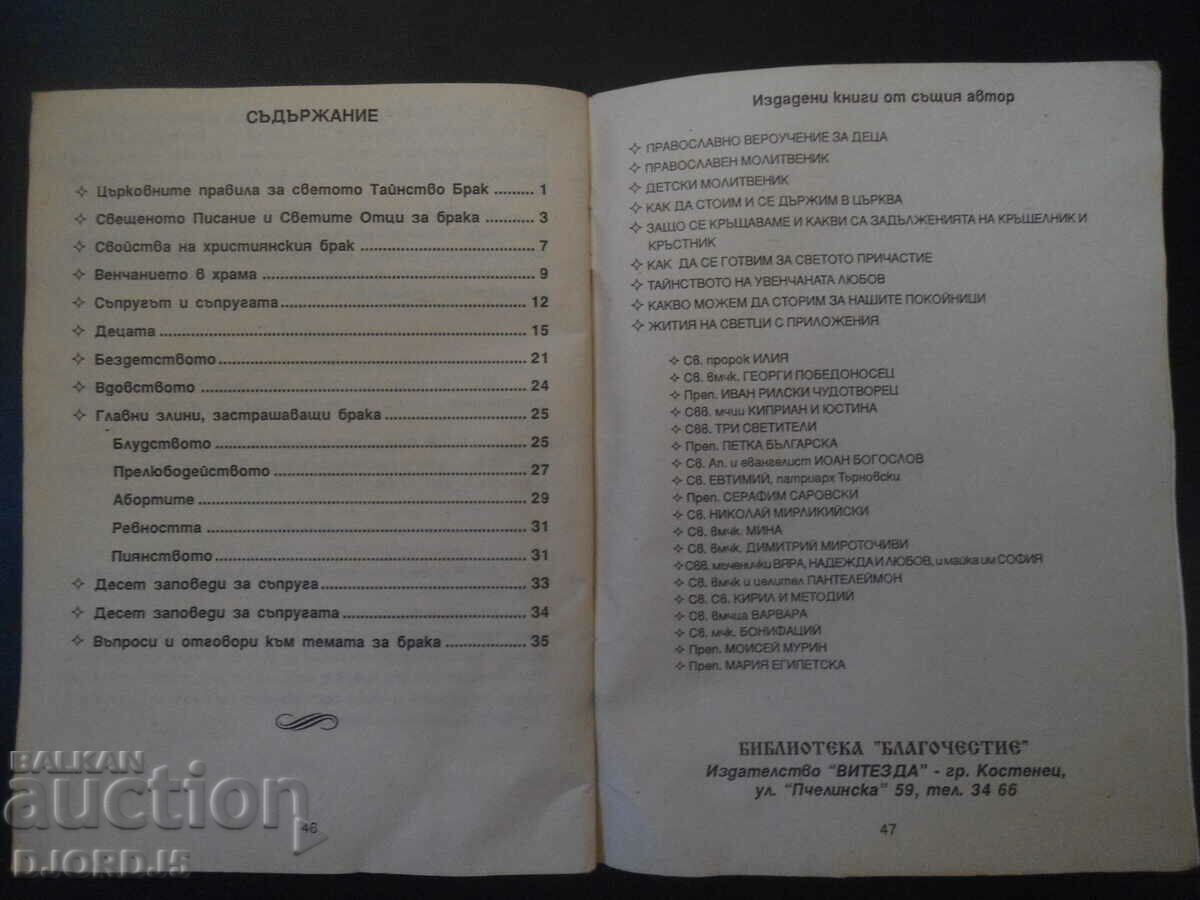 СЪДЪРЖАНИЕ
✧ Църковните правила за светото Тайнство Брак ......... 1
✧ Свещеното Писание и Светите Отци за брака ........... 3
✧ Свойства на християнския брак ........... 7
✧ Венчанието в храма ........... 9
✧ Съпругът и съпругата ........... 12
✧ Децата ........... 15
✧ Бездетството ........... 21
✧ Вдовството ........... 24
✧ Главни злини, застрашаващи брака ........... 25
Блудството ........... 25
Прелюбодейството ........... 27
Абортите ........... 29
Ревността ........... 31
Пиянството ........... 31
✧ Десет заповеди за съпруга ........... 33
✧ Десет заповеди за съпругата ........... 34
✧ Въпроси и отговори към темата за брака ........... 35
46
Издадени книги от същия автор
✧ ПРАВОСЛАВНО ВЕРОУЧЕНИЕ ЗА ДЕЦА
✧ ПРАВОСЛАВЕН МОЛИТВЕНИК
✧ ДЕТСКИ МОЛИТВЕНИК
✧ КАК ДА СТОИМ И СЕ ДЪРЖИМ В ЦЪРКВА
✧ ЗАЩО СЕ КРЪЩАВАМЕ И КАКВИ СА ЗАДЪЛЖЕНИЯТА НА КРЪЩЕЛНИК И
КРЪСТНИК
✧ КАК ДА СЕ ГОТВИМ ЗА СВЕТОТО ПРИЧАСТИЕ
✧ ТАЙНСТВОТО НА УВЕНЧАНАТА ЛЮБОВ
✧ КАКВО МОЖЕМ ДА СТОРИМ ЗА НАШИТЕ ПОКОЙНИЦИ
✧ ЖИТИЯ НА СВЕТЦИ С ПРИЛОЖЕНИЯ
✧ Св. пророк ИЛИЯ
✧ Св. вмчк. ГЕОРГИ ПОБЕДОНОСЕЦ
✧ Преп. ИВАН РИЛСКИ ЧУДОТВОРЕЦ
✧ Свв. мчци КИПРИАН и ЮСТИНА
✧ Свв. ТРИ СВЕТИТЕЛИ
✧ Преп. ПЕТКА БЪЛГАРСКА
✧ Св. Ап. и евангелист ИОАН БОГОСЛОВ
✧ Св. ЕВТИМИЙ, патриарх Търновски
✧ Преп. СЕРАФИМ САРОВСКИ
✧ Св. НИКОЛАЙ МИРЛИКИЙСКИ
✧ Св. вмчк. МИНА
✧ Св. вмчк. ДИМИТРИЙ МИРОТОЧИВИ
✧ Свв. мъченички ВЯРА, НАДЕЖДА И ЛЮБОВ, и майка им СОФИЯ
✧ Св. вмчк и целител ПАНТЕЛЕЙМОН
✧ Св. Св. КИРИЛ И МЕТОДИЙ
✧ Св. вмчца ВАРВАРА
✧ Св. мчк. БОНИФАЦИЙ
✧ Преп. МОИСЕЙ МУРИН
✧ Преп. МАРИЯ ЕГИПЕТСКА
БИБЛИОТЕКА "БЛАГОЧЕСТИЕ"
Издателство "ВИТЕЗДА" - гр. Костенец,
ул. "Пчелинска" 59, тел. 34 66
47
BALKAN
auction
DJORDJ5